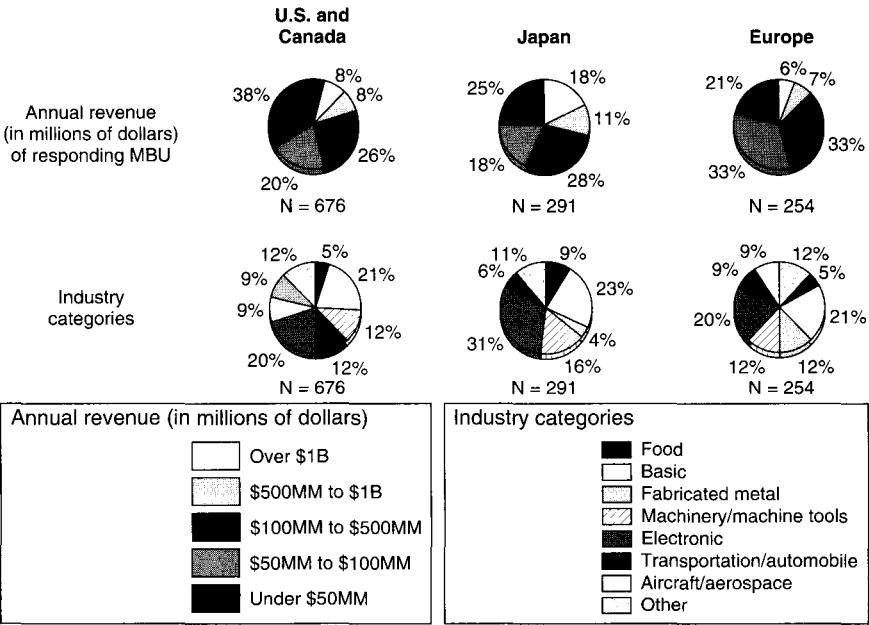 U.S. and
Canada
Japan
Europe
Annual revenue
(in millions of dollars)
of responding MBU
38%
8%
8%
26%
20%
N = 676
25%
18%
11%
28%
18%
N = 291
21%
6%
7%
33%
33%
N = 254
Industry
categories
12%
5%
21%
12%
12%
20%
9%
9%
N = 676
11%
9%
23%
4%
16%
31%
6%
N = 291
9%
12%
5%
21%
12%
12%
20%
9%
N = 254
Annual revenue (in millions of dollars)
Over $1B
$500MM to $1B
$100MM to $500MM
$50MM to $100MM
Under $50MM
Industry categories
Food
Basic
Fabricated metal
Machinery/machine tools
Electronic
Transportation/automobile
Aircraft/aerospace
Other